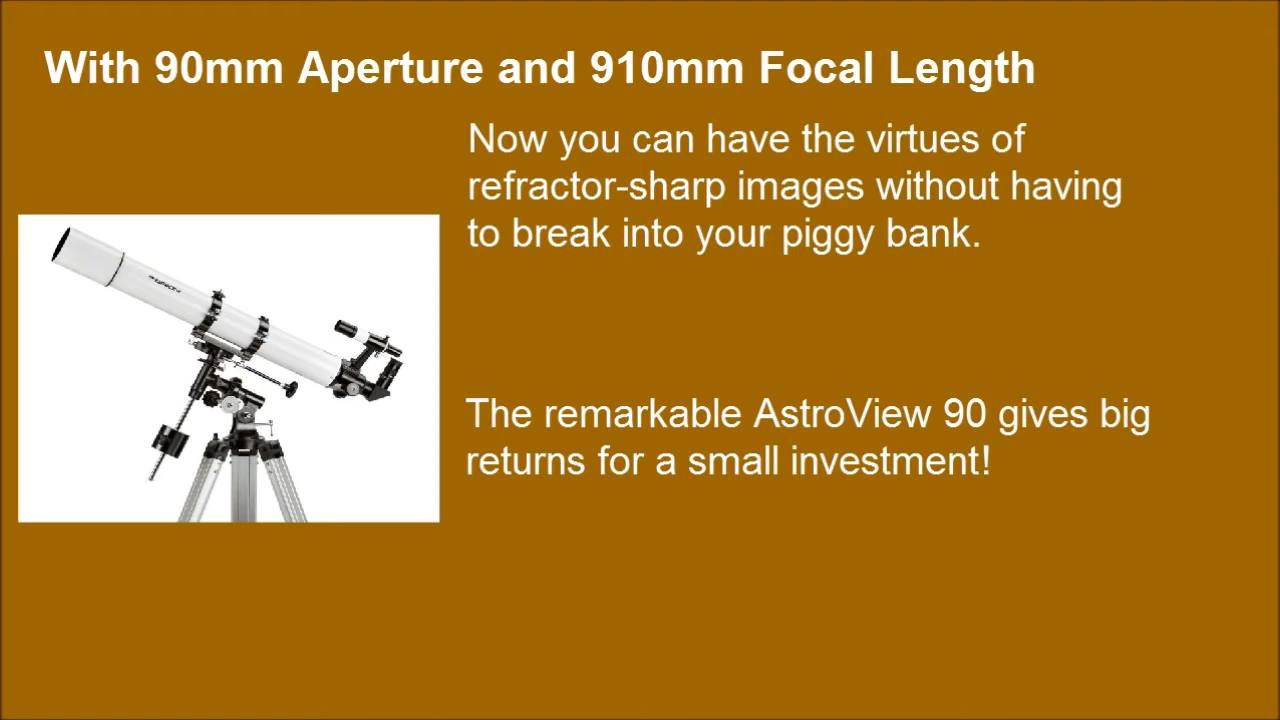 With 90mm Aperture and 910mm Focal Length
Now you can have the virtues of
refractor-sharp images without having
to break into your piggy bank.
The remarkable AstroView 90 gives big
returns for a small investment!